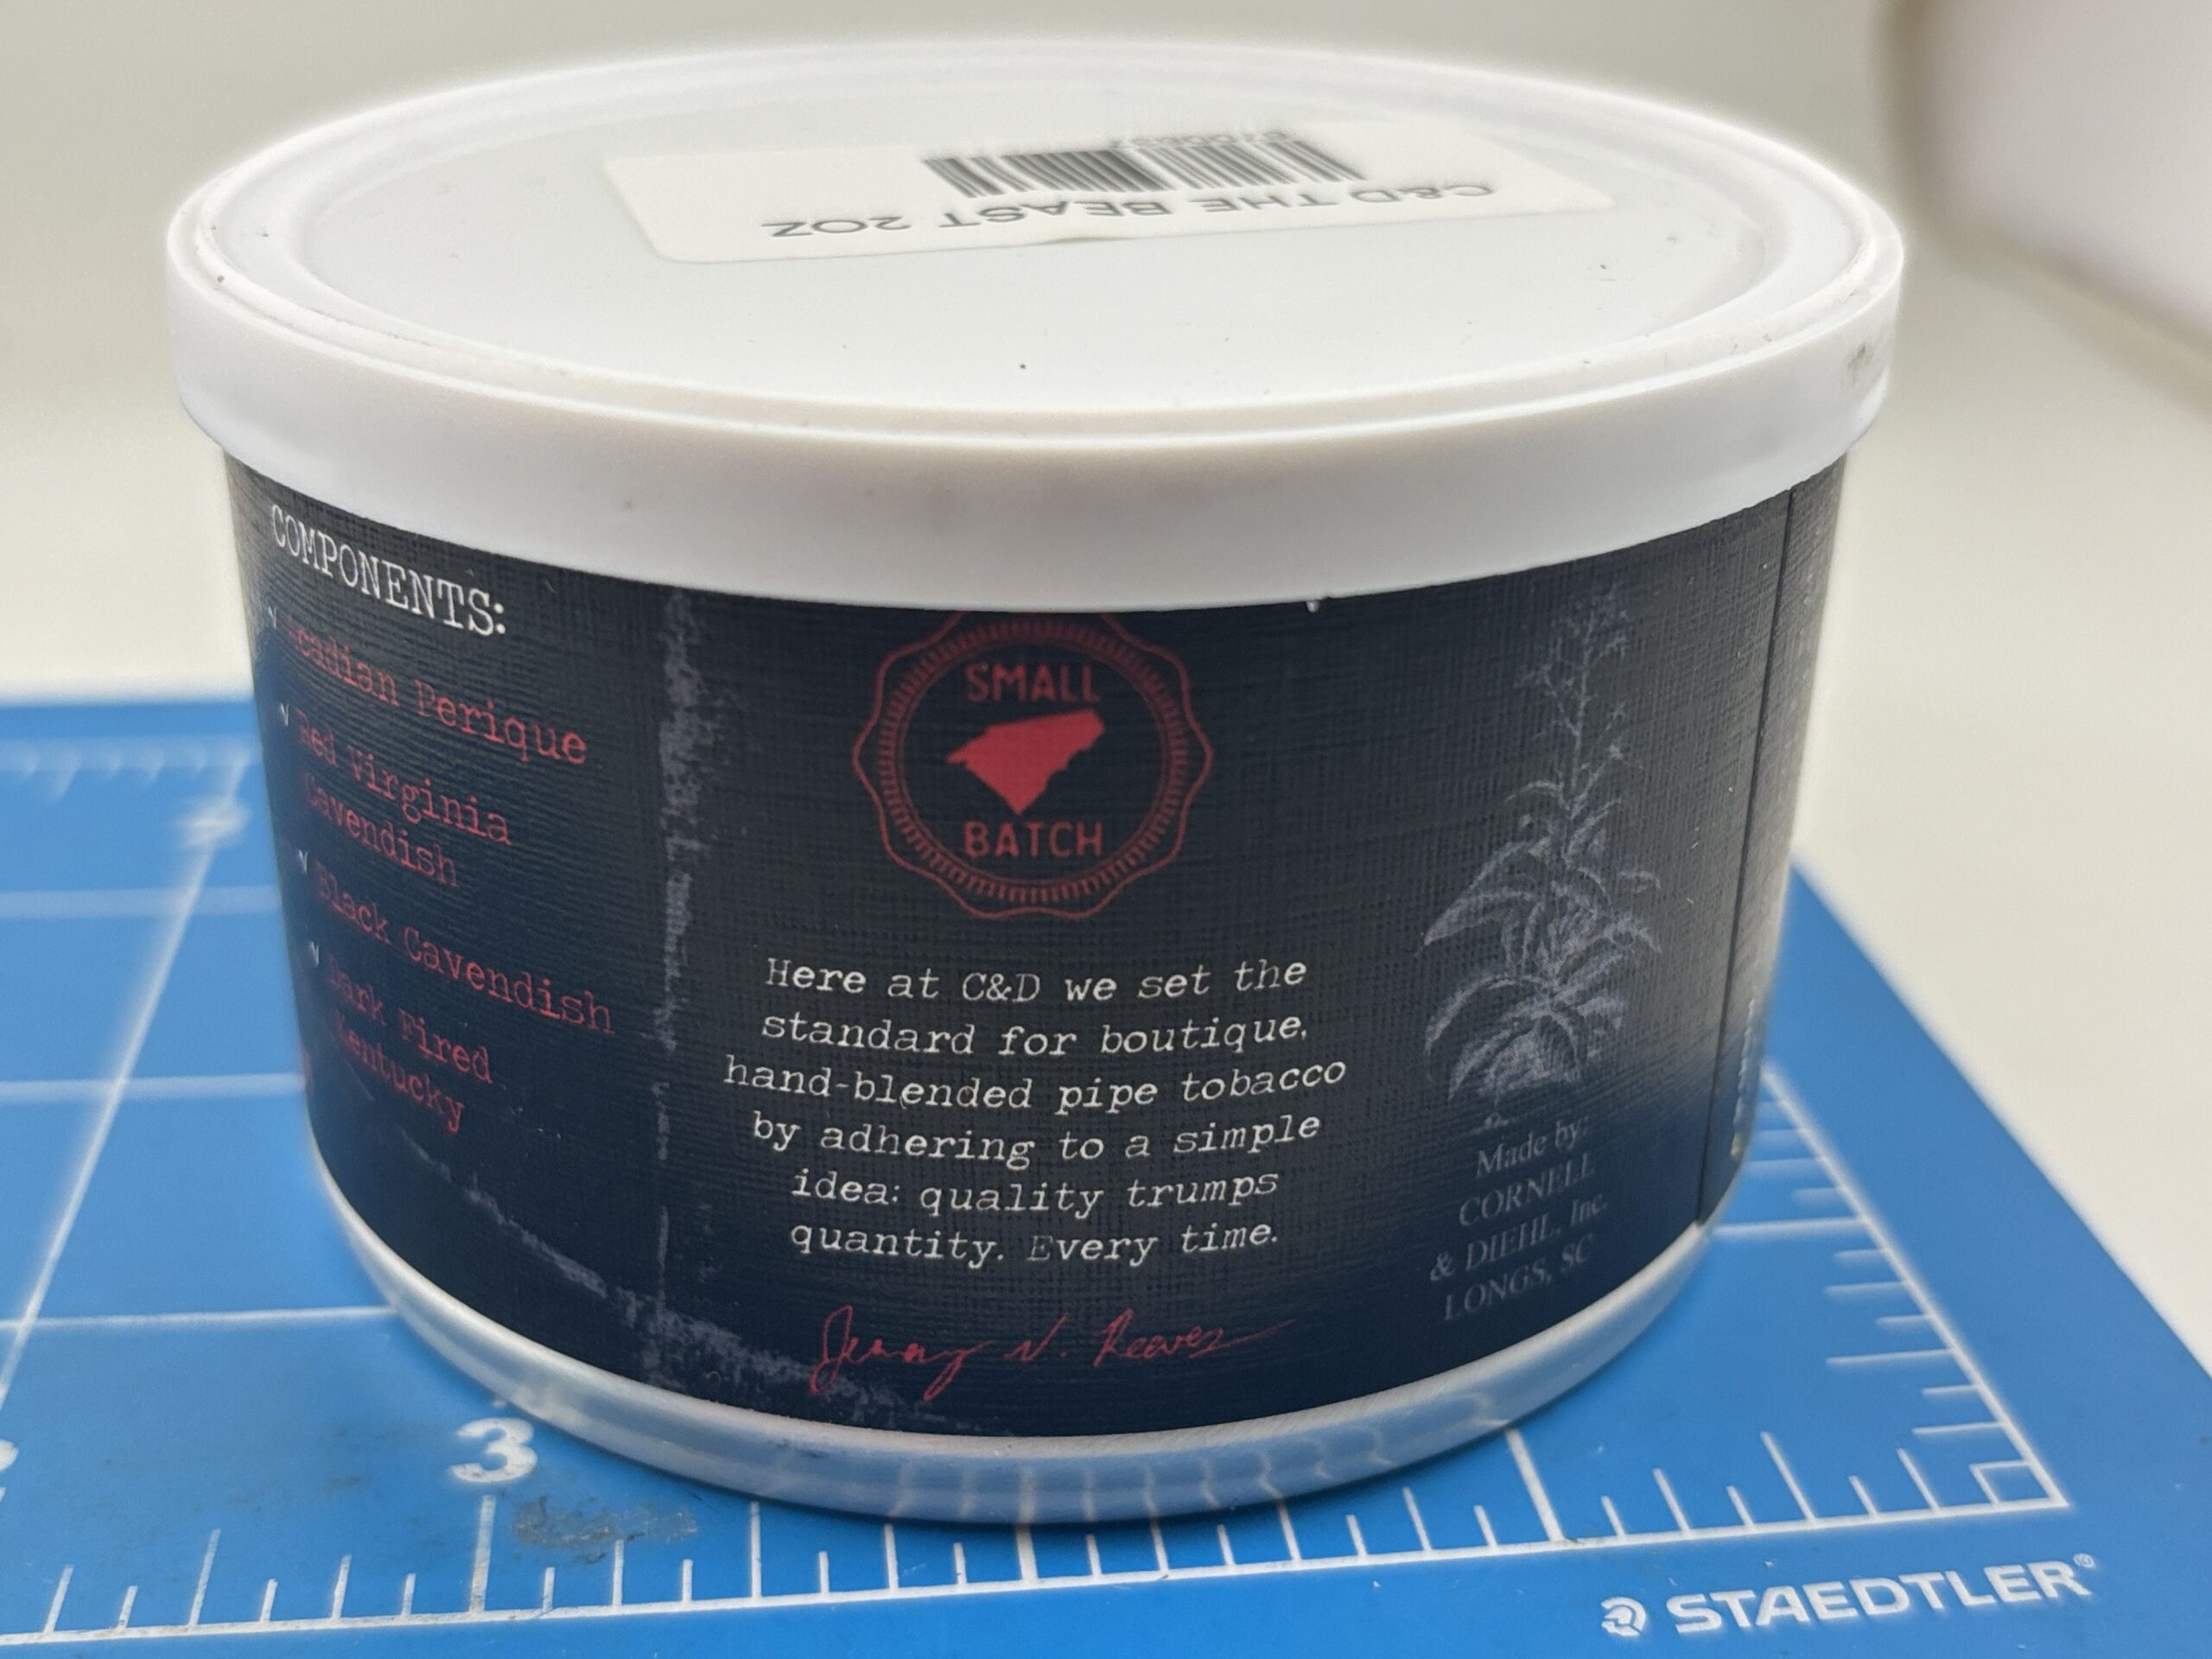 C&D THE BEAST 2OZ
COMPONENTS:
Acadian Perique
Red Virginia
Cavendish
Black Cavendish
Dark Fired
Kentucky
SMALL
BATCH
Here at C&D we set the
standard for boutique,
hand-blended pipe tobacco
by adhering to a simple
idea: quality trumps
quantity. Every time.
Jenny N. Reeves
Made by:
CORNELL
& DIEHL, Inc.
LONGS, SC
3
STAEDTLER®